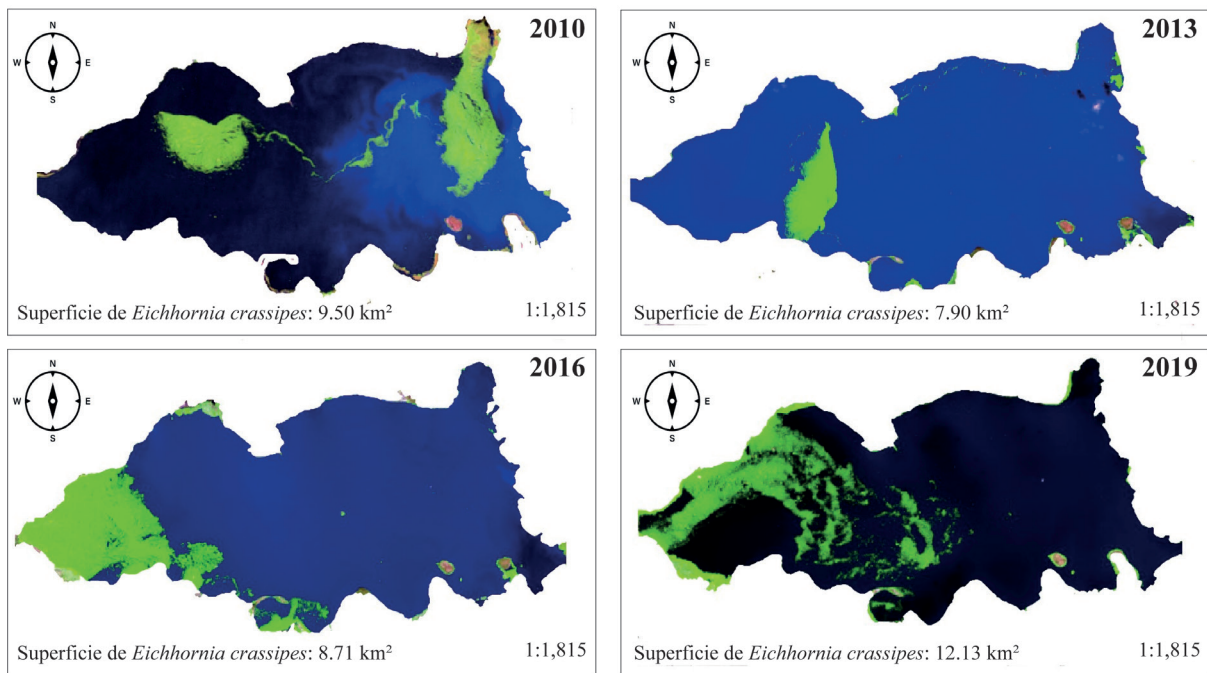 N
W E
S
2010
Superficie de Eichhornia crassipes: 9.50 km² 1:1,815
N
W E
S
2013
Superficie de Eichhornia crassipes: 7.90 km² 1:1,815
N
W E
S
2016
Superficie de Eichhornia crassipes: 8.71 km² 1:1,815
N
W E
S
2019
Superficie de Eichhornia crassipes: 12.13 km² 1:1,815